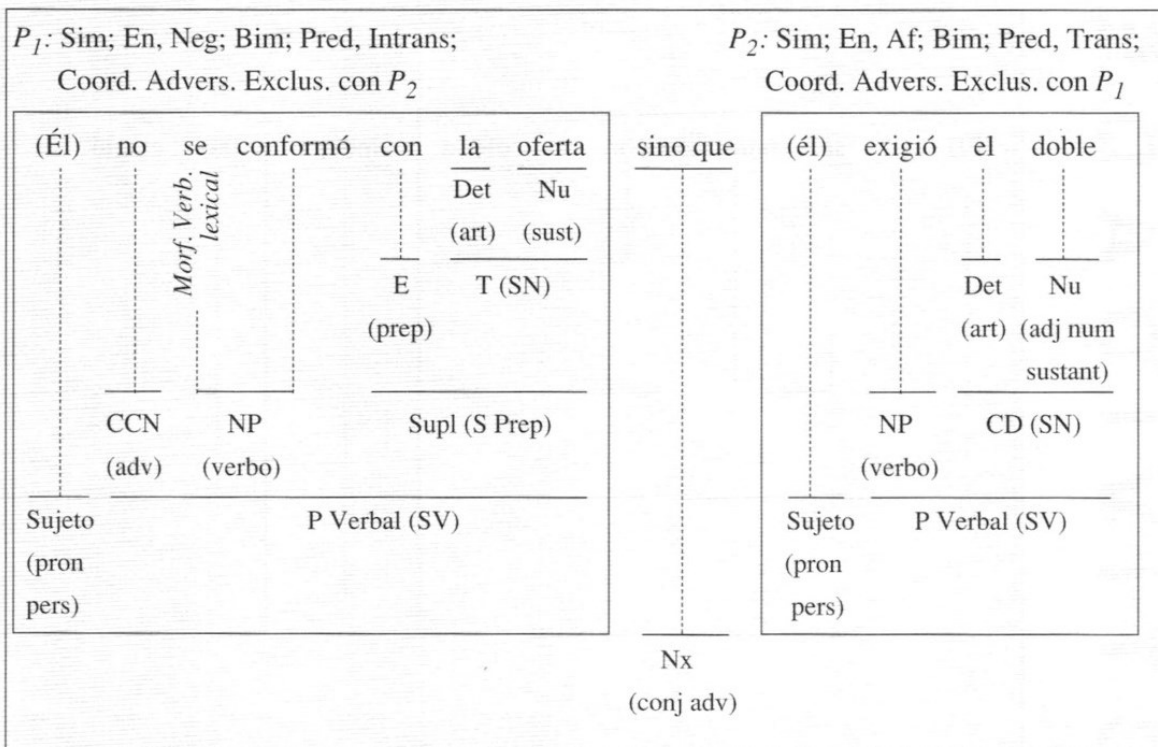 P1: Sim; En, Neg; Bim; Pred, Intrans;
Coord. Advers. Exclus. con P2
P2: Sim; En, Af; Bim; Pred, Trans;
Coord. Advers. Exclus. con P1
(Él) no se conformó con la oferta sino que (él) exigió el doble
Morf. Verb.
lexical
Det Nu
(art) (sust)
E T (SN) Det Nu
(prep) (art) (adj num
sustant)
CCN NP Supl (S Prep) NP CD (SN)
(adv) (verbo) (verbo)
Sujeto P Verbal (SV) Sujeto P Verbal (SV)
(pron (pron
pers) pers)
Nx
(conj adv)